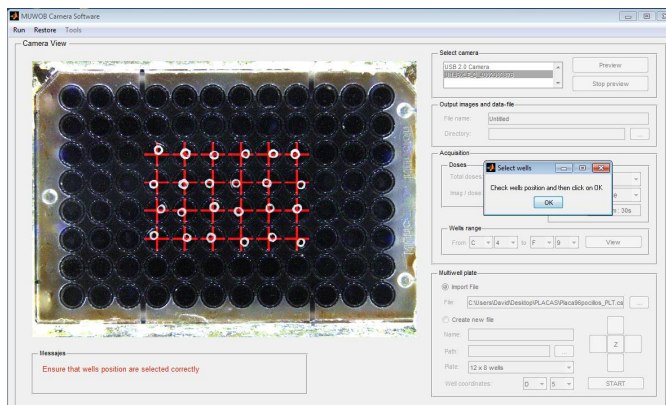 MUWOB Camera Software
Run Restore Tools
Camera View
Select camera
USB 2.0 Camera
Preview
Stop preview
Output images and data-file
File name: Untitled
Directory: ...
Acquisition
Doses
Total doses
Imag / dose
Select wells
Check wells position and then click on OK
OK
: 30s
Wells range
From C 4 to F 9 View
Multiwell plate
Import File
File: C:\Users\David\Desktop\PLACAS\Placa96pocillos_PLT.cs ...
Create new file
Name:
Path: ...
Plate: 12 x 8 wells
Z
Well coordinates: D 5 START
Messajes
Ensure that wells position are selected correctly